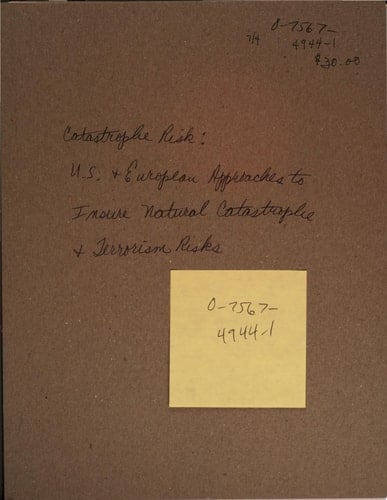 0-7567-
7/4 4944-1
$30.00
Catastrophe Risk:
U.S. + European Approaches to
Insure Natural Catastrophe
+ Terrorism Risks
0-7567-
4944-1